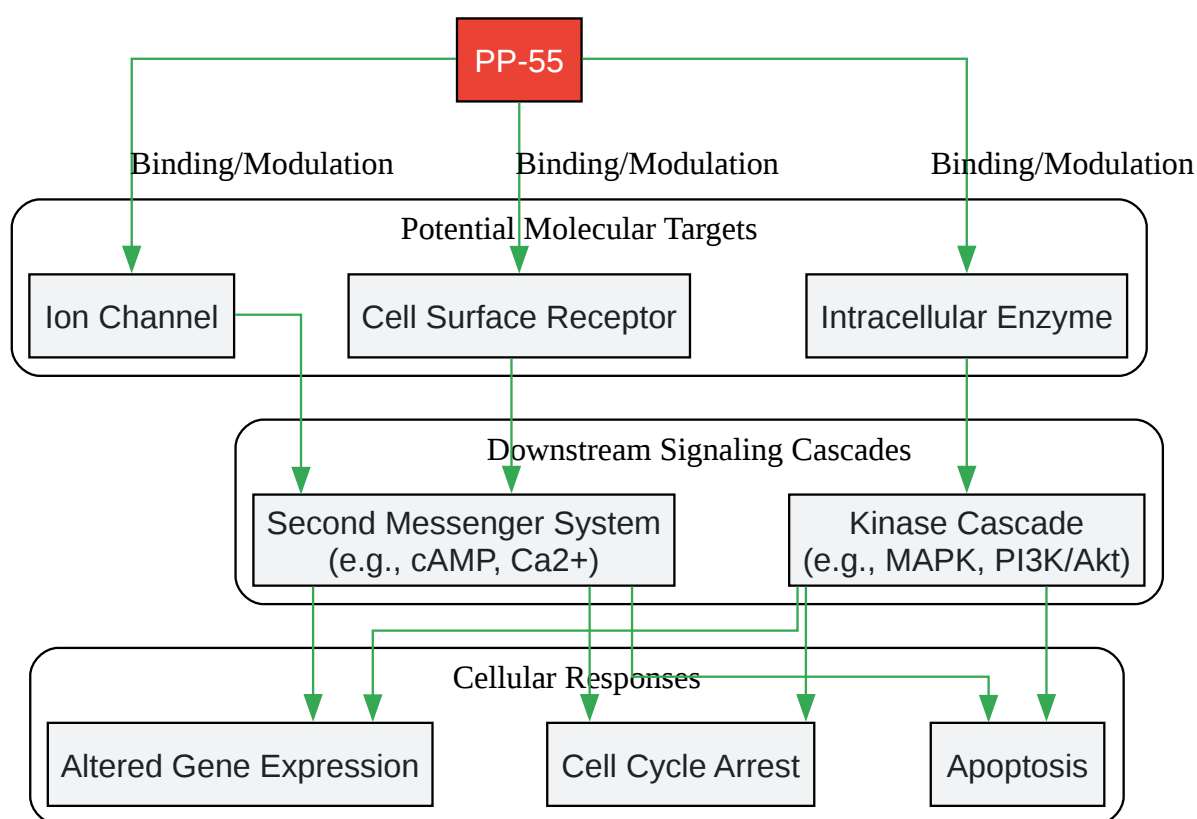 PP-55
Binding/Modulation
Binding/Modulation
Binding/Modulation
Potential Molecular Targets
Ion Channel
Cell Surface Receptor
Intracellular Enzyme
Downstream Signaling Cascades
Second Messenger System
(e.g., cAMP, Ca2+)
Kinase Cascade
(e.g., MAPK, PI3K/Akt)
Cellular Responses
Altered Gene Expression
Cell Cycle Arrest
Apoptosis